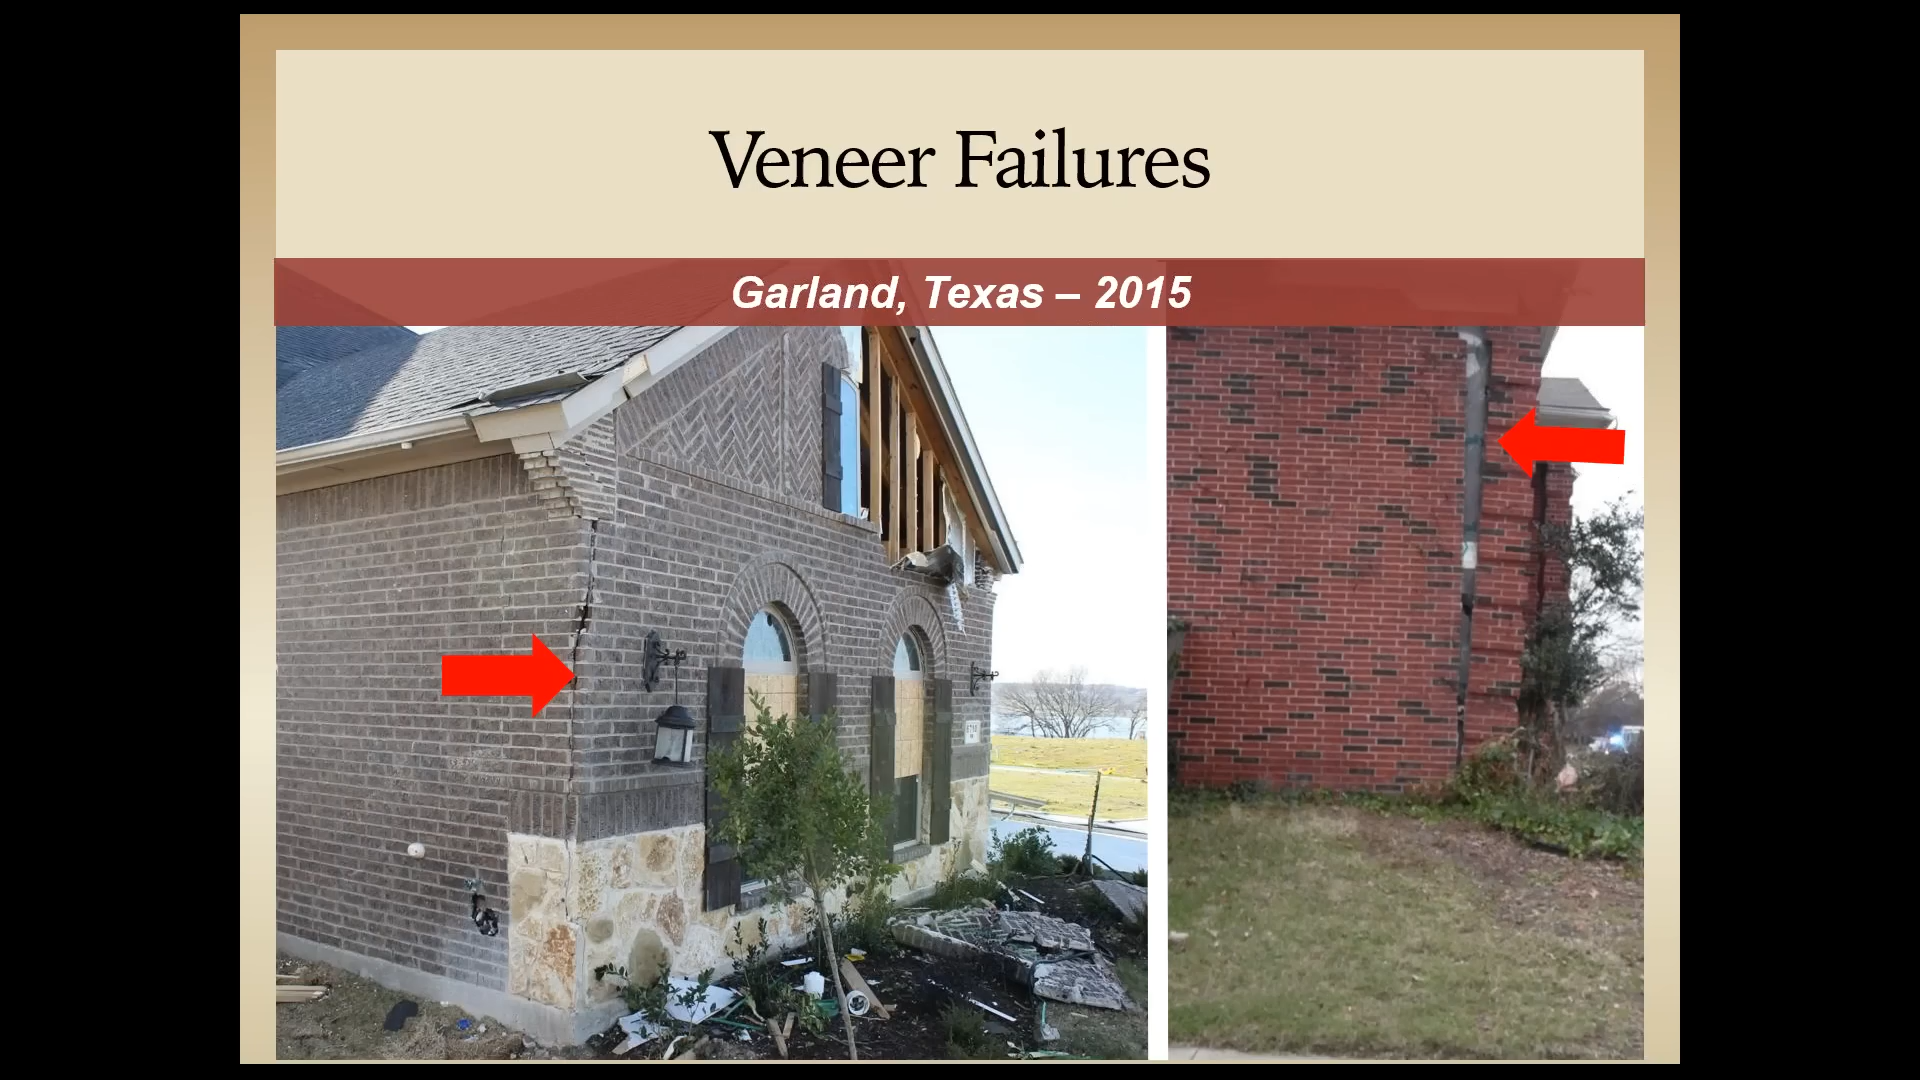 Veneer Failures
Garland, Texas – 2015